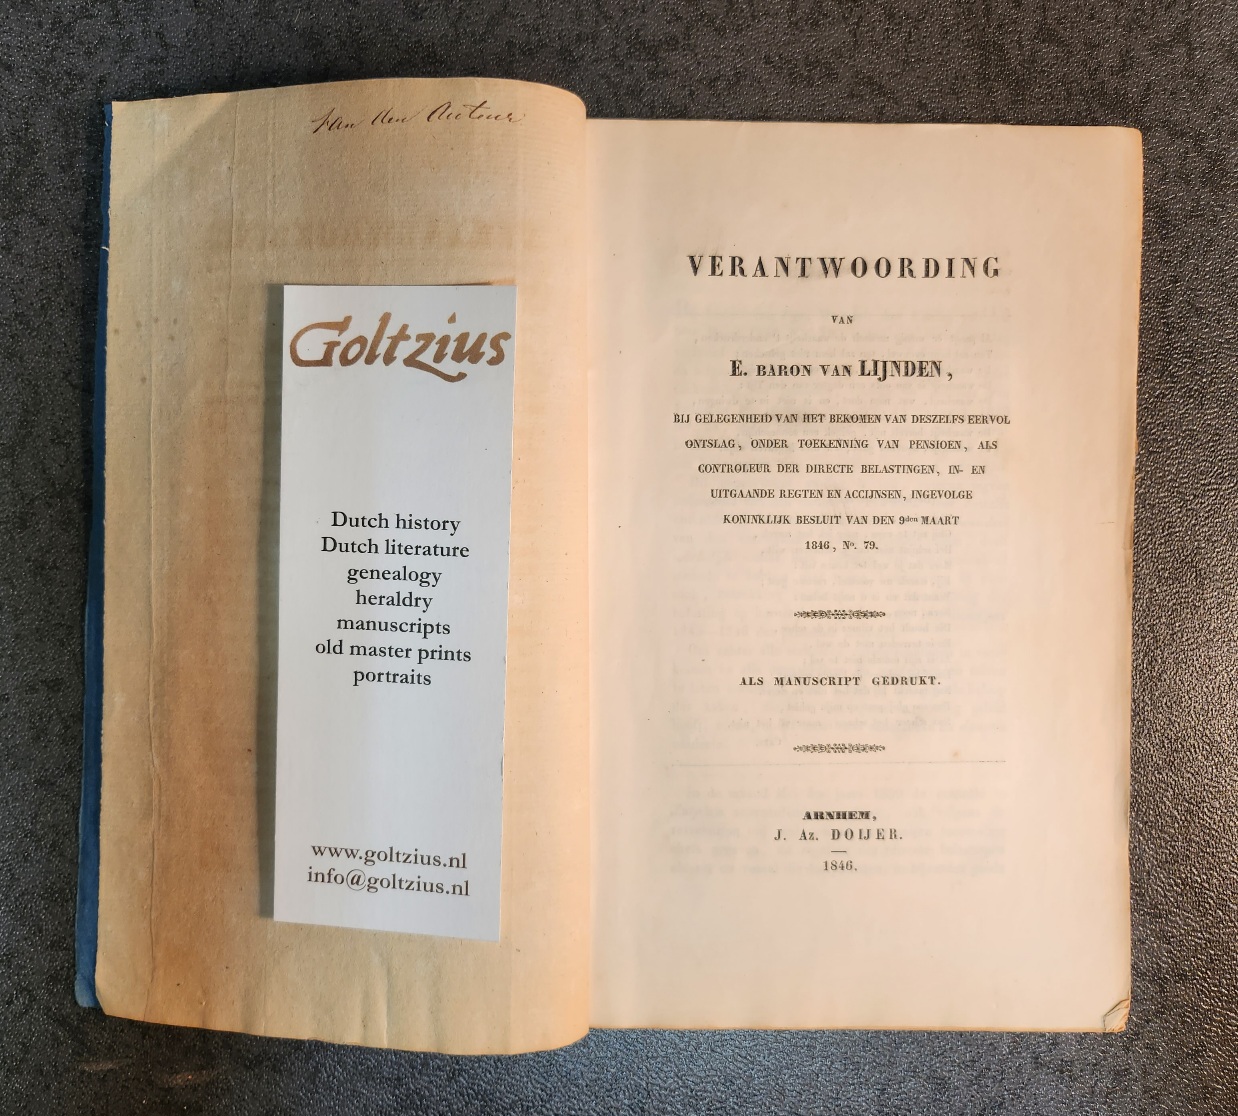 van den Auteur
Goltzius
Dutch history
Dutch literature
genealogy
heraldry
manuscripts
old master prints
portraits
www.goltzius.nl
info@goltzius.nl
VERANTWOORDING
VAN
E. BARON VAN LIJNDEN,
BIJ GELEGENHEID VAN HET BEKOMEN VAN DESZELFS EERVOL
ONTSLAG, ONDER TOEKENNING VAN PENSIOEN, ALS
CONTROLEUR DER DIRECTE BELASTINGEN, IN- EN
UITGAANDE REGTEN EN ACCIJNSEN, INGEVOLGE
KONINKLIJK BESLUIT VAN DEN 9den MAART
1846, No. 79.
ALS MANUSCRIPT GEDRUKT.
ARNHEM,
J. Az. DOIJER.
1846.